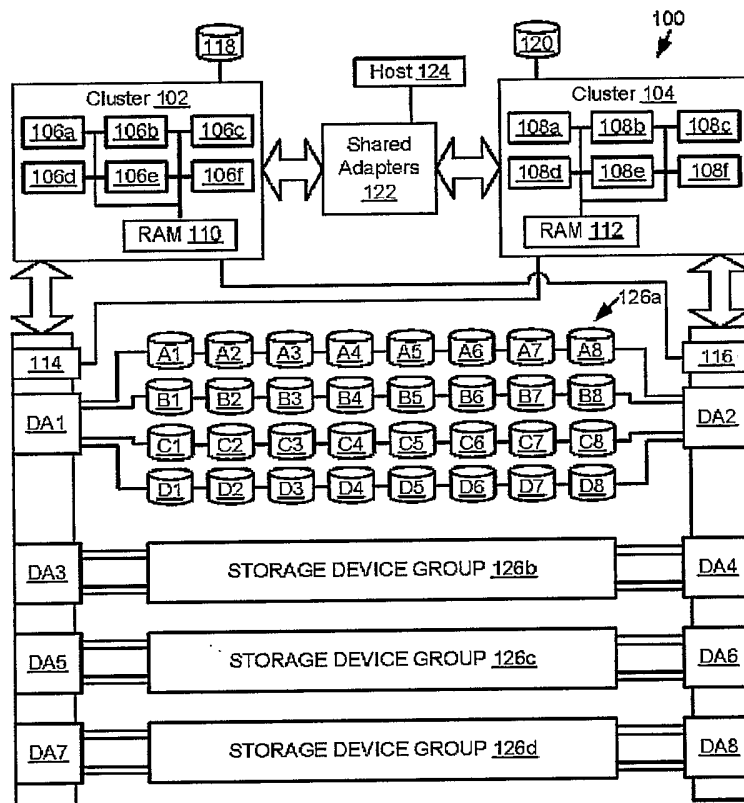 100
118
120
Host 124
Cluster 102
106a 106b 106c
106d 106e 106f
RAM 110
Shared
Adapters
122
Cluster 104
108a 108b 108c
108d 108e 108f
RAM 112
126a
114
116
A1 A2 A3 A4 A5 A6 A7 A8
B1 B2 B3 B4 B5 B6 B7 B8
DA1
DA2
C1 C2 C3 C4 C5 C6 C7 C8
D1 D2 D3 D4 D5 D6 D7 D8
DA3 STORAGE DEVICE GROUP 126b DA4
DA5 STORAGE DEVICE GROUP 126c DA6
DA7 STORAGE DEVICE GROUP 126d DA8